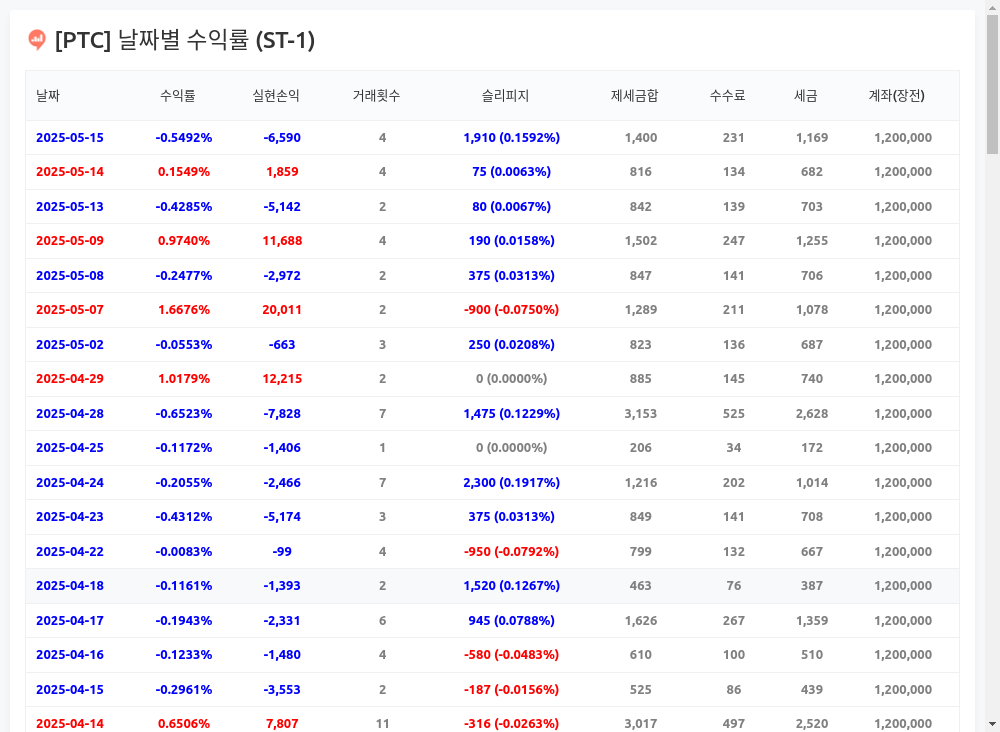 [PTC] 날짜별 수익률 (ST-1)
날짜 수익률 실현손익 거래횟수 슬리피지 제세금합 수수료 세금 계좌(장전)
2025-05-15 -0.5492% -6,590 4 1,910 (0.1592%) 1,400 231 1,169 1,200,000
2025-05-14 0.1549% 1,859 4 75 (0.0063%) 816 134 682 1,200,000
2025-05-13 -0.4285% -5,142 2 80 (0.0067%) 842 139 703 1,200,000
2025-05-09 0.9740% 11,688 4 190 (0.0158%) 1,502 247 1,255 1,200,000
2025-05-08 -0.2477% -2,972 2 375 (0.0313%) 847 141 706 1,200,000
2025-05-07 1.6676% 20,011 2 -900 (-0.0750%) 1,289 211 1,078 1,200,000
2025-05-02 -0.0553% -663 3 250 (0.0208%) 823 136 687 1,200,000
2025-04-29 1.0179% 12,215 2 0 (0.0000%) 885 145 740 1,200,000
2025-04-28 -0.6523% -7,828 7 1,475 (0.1229%) 3,153 525 2,628 1,200,000
2025-04-25 -0.1172% -1,406 1 0 (0.0000%) 206 34 172 1,200,000
2025-04-24 -0.2055% -2,466 7 2,300 (0.1917%) 1,216 202 1,014 1,200,000
2025-04-23 -0.4312% -5,174 3 375 (0.0313%) 849 141 708 1,200,000
2025-04-22 -0.0083% -99 4 -950 (-0.0792%) 799 132 667 1,200,000
2025-04-18 -0.1161% -1,393 2 1,520 (0.1267%) 463 76 387 1,200,000
2025-04-17 -0.1943% -2,331 6 945 (0.0788%) 1,626 267 1,359 1,200,000
2025-04-16 -0.1233% -1,480 4 -580 (-0.0483%) 610 100 510 1,200,000
2025-04-15 -0.2961% -3,553 2 -187 (-0.0156%) 525 86 439 1,200,000
2025-04-14 0.6506% 7,807 11 -316 (-0.0263%) 3,017 497 2,520 1,200,000